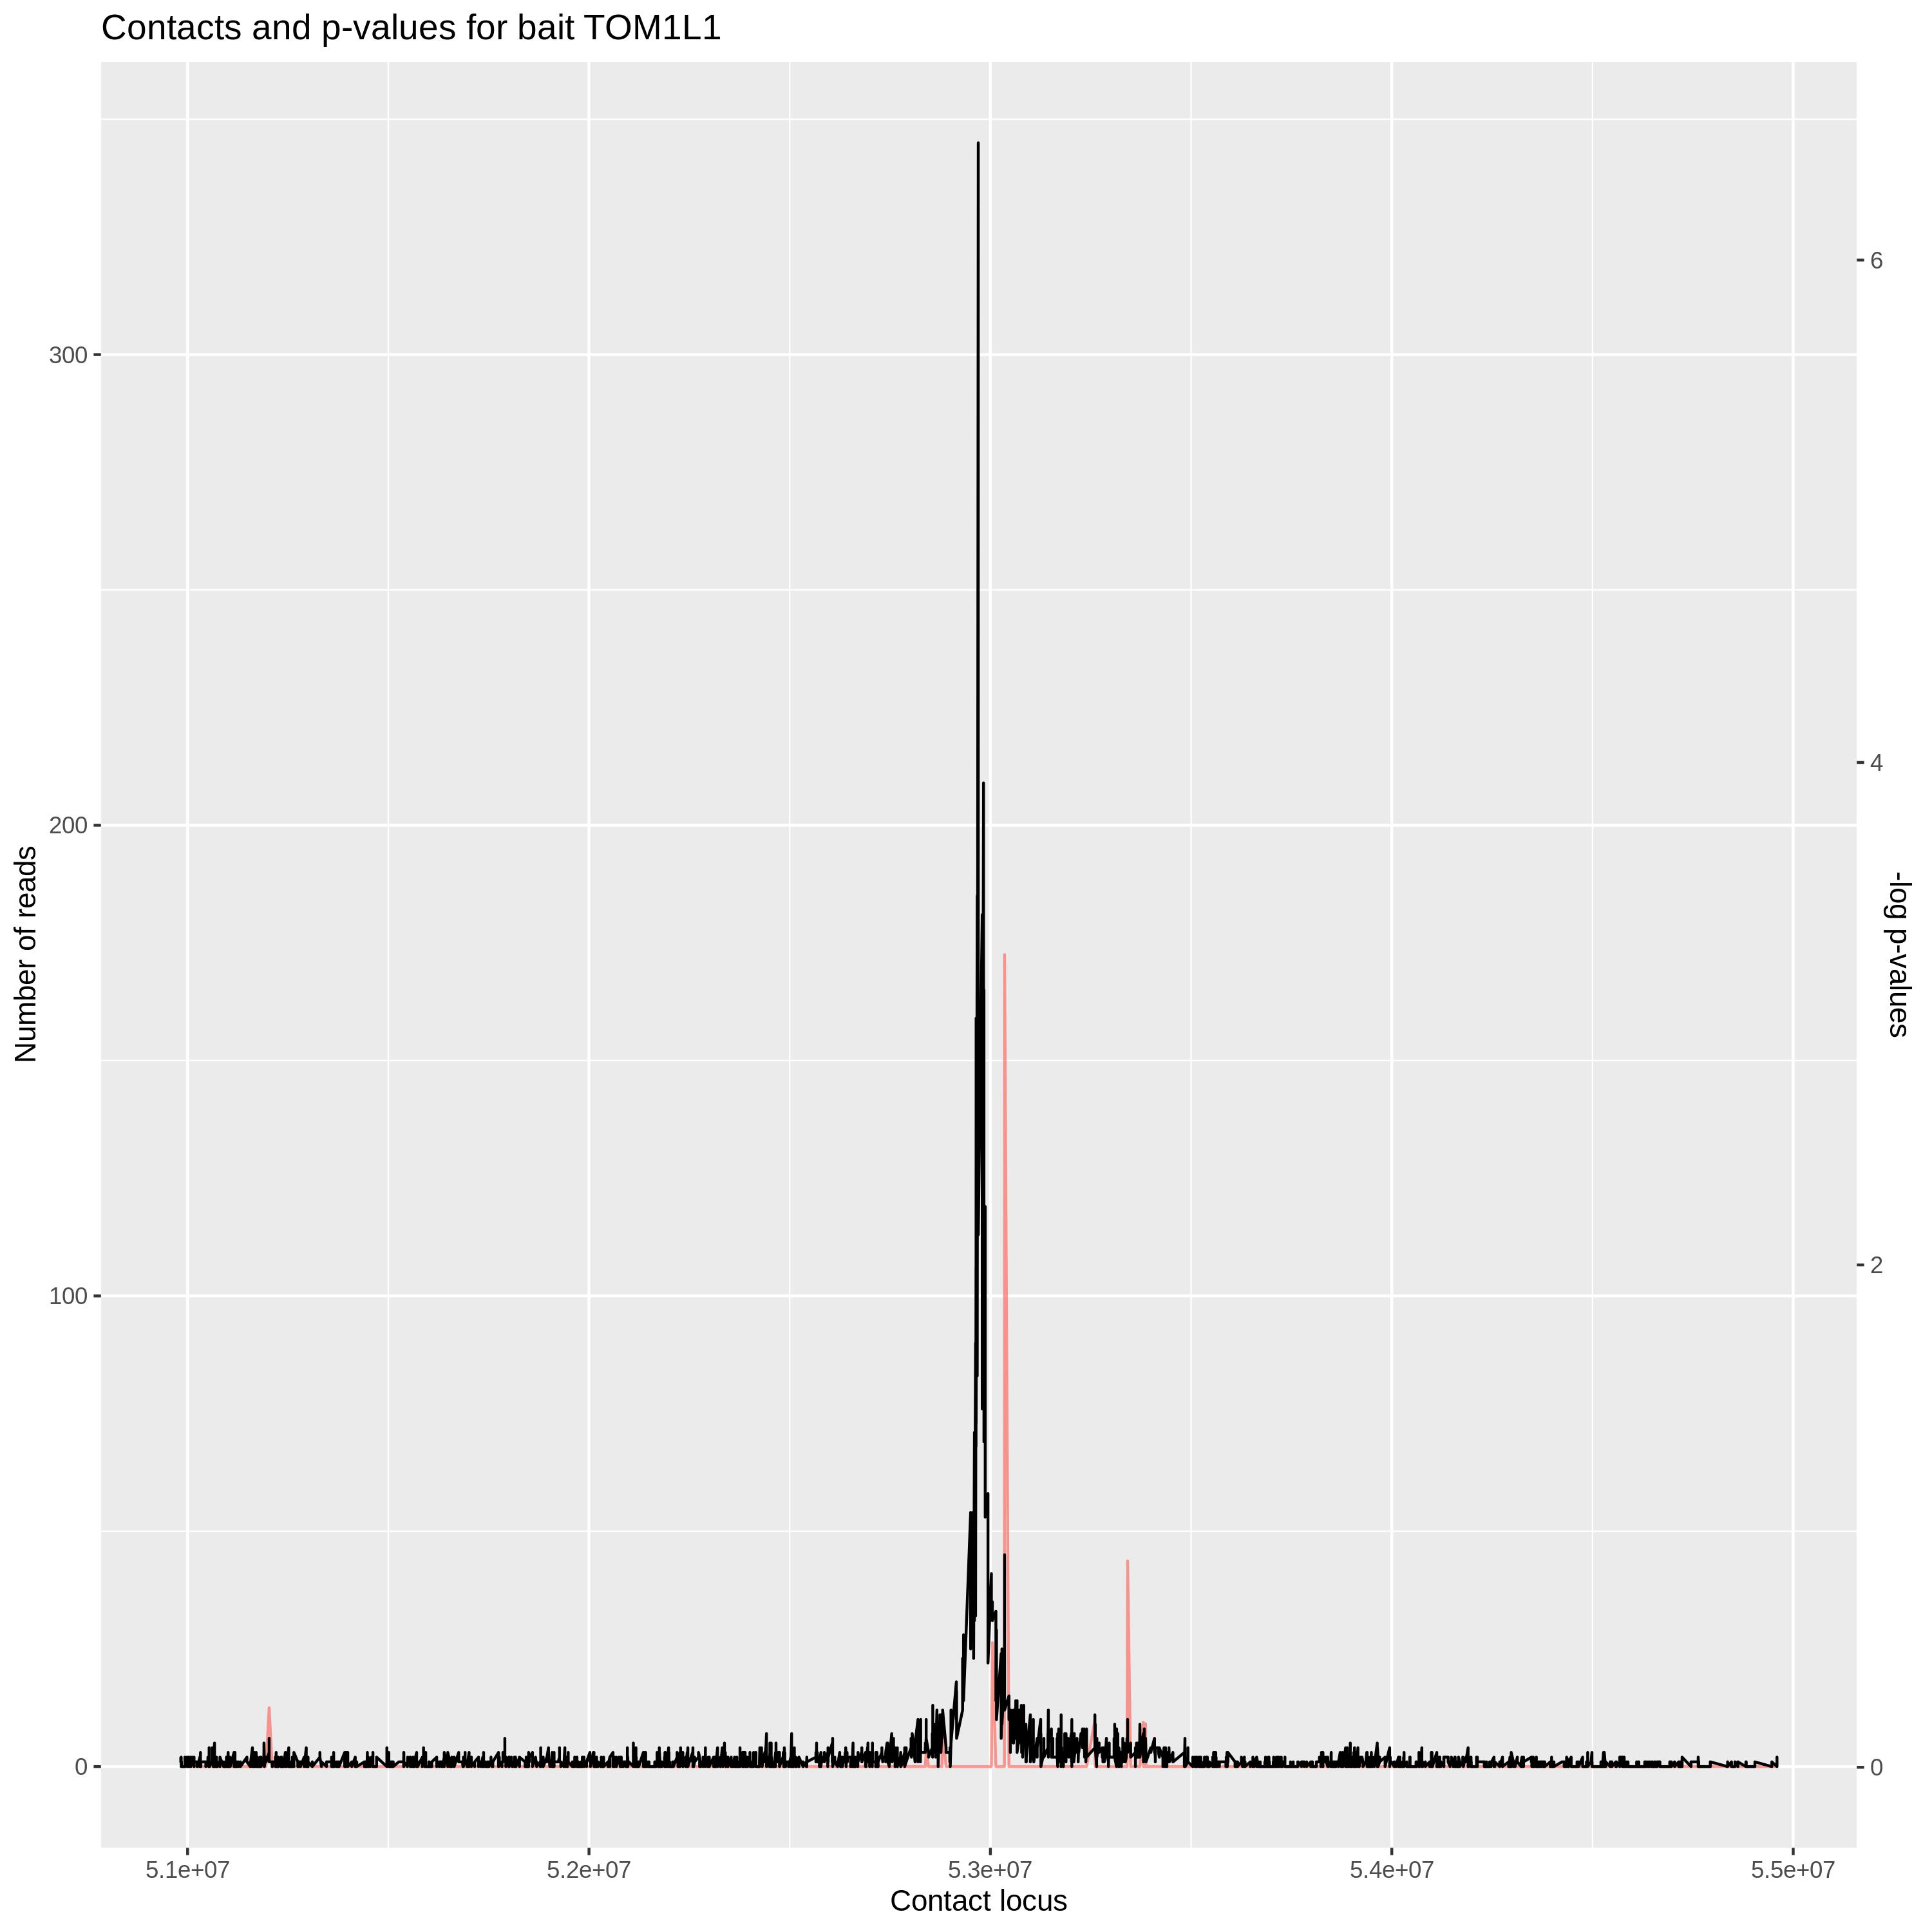 Contacts and p-values for bait TOM1L1
Number of reads
300
200
100
0
6
4
2
0
-log p-values
5.1e+07
5.2e+07
5.3e+07
5.4e+07
5.5e+07
Contact locus